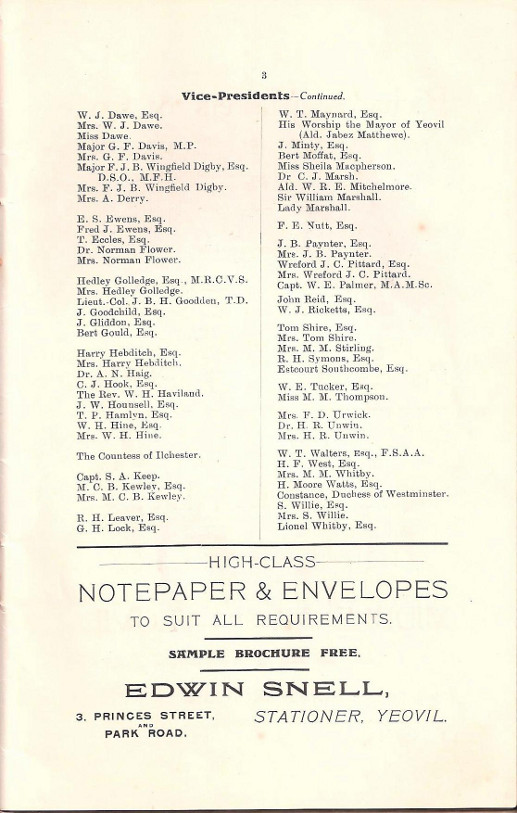 3
Vice-Presidents—Continued.
W. J. Dawe, Esq.
Mrs. W. J. Dawe.
Miss Dawe.
Major G. F. Davis, M.P.
Mrs. G. F. Davis.
Major F. J. B. Wingfield Digby, Esq.
D.S.O., M.F.H.
Mrs. F. J. B. Wingfield Digby.
Mrs. A. Derry.
E. S. Ewens, Esq.
Fred J. Ewens, Esq.
T. Eccles, Esq.
Dr. Norman Flower.
Mrs. Norman Flower.
Hedley Golledge, Esq., M.R.C.V.S.
Mrs. Hedley Golledge.
Lieut.-Col. J. B. H. Goodden, T.D.
J. Goodchild, Esq.
J. Gliddon, Esq.
Bert Gould, Esq.
Harry Hebditch, Esq.
Mrs. Harry Hebditch.
Dr. A. N. Haig.
C. J. Hook, Esq.
The Rev. W. H. Haviland.
J. W. Hounsell, Esq.
T. P. Hamlyn, Esq.
W. H. Hine, Esq.
Mrs. W. H. Hine.
The Countess of Ilchester.
Capt. S. A. Keep.
M. C. B. Kewley, Esq.
Mrs. M. C. B. Kewley.
R. H. Leaver, Esq.
G. H. Lock, Esq.
W. T. Maynard, Esq.
His Worship the Mayor of Yeovil
(Ald. Jabez Matthewc).
J. Minty, Esq.
Bert Moffat, Esq.
Miss Sheila Macpherson.
Dr C. J. Marsh.
Ald. W. R. E. Mitchelmore.
Sir William Marshall.
Lady Marshall.
F. E. Nutt, Esq.
J. B. Paynter, Esq.
Mrs. J. B. Paynter.
Wreford J. C. Pittard, Esq.
Mrs. Wreford J. C. Pittard.
Capt. W. E. Palmer, M.A.M.Sc.
John Reid, Esq.
W. J. Ricketts, Esq.
Tom Shire, Esq.
Mrs. Tom Shire.
Mrs. M. M. Stirling.
R. H. Symons, Esq.
Estcourt Southcombe, Esq.
W. E. Tucker, Esq.
Miss M. M. Thompson.
Mrs. F. D. Urwick.
Dr. H. R. Unwin.
Mrs. H. R. Unwin.
W. T. Walters, Esq., F.S.A.A.
H. F. West, Esq.
Mrs. M. M. Whitby.
H. Moore Watts, Esq.
Constance, Duchess of Westminster.
S. Willie, Esq.
Mrs. S. Willie.
Lionel Whitby, Esq.
HIGH-CLASS
NOTEPAPER & ENVELOPES
TO SUIT ALL REQUIREMENTS.
SAMPLE BROCHURE FREE.
EDWIN SNELL,
3. PRINCES STREET,
AND
PARK ROAD.
STATIONER, YEOVIL.